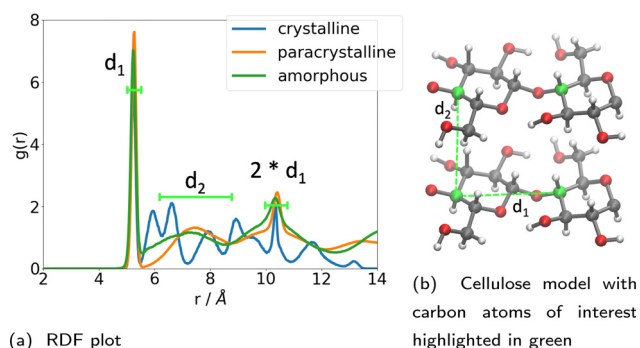 g(r)
8
6
4
2
0
2 4 6 8 10 12 14
r / Å
crystalline
paracrystalline
amorphous
d1
d2
2 * d1
(a) RDF plot
d2
d1
(b) Cellulose model with
carbon atoms of interest
highlighted in green